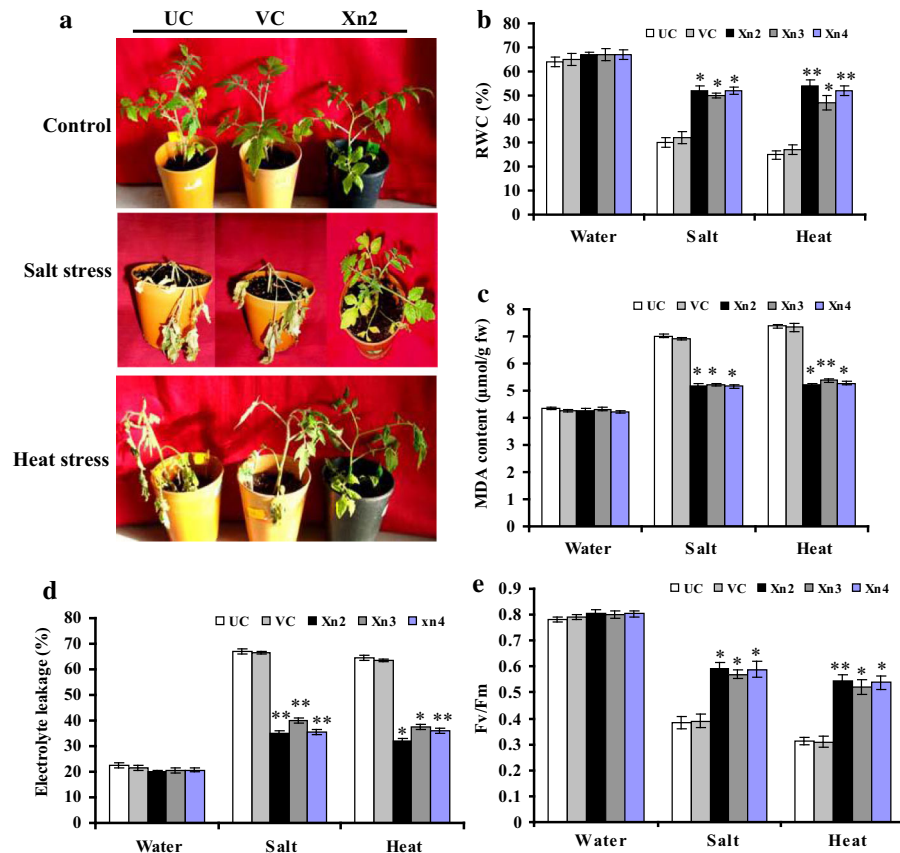 a
UC VC Xn2
Control
Salt stress
Heat stress
b
UC VC Xn2 Xn3 Xn4
RWC (%)
80
70
60
50
40
30
20
10
0
* * *
** * **
Water Salt Heat
c
UC VC Xn2 Xn3 Xn4
MDA content (µmol/g fw)
8
7
6
5
4
3
2
1
0
* * *
* ** *
Water Salt Heat
d
UC VC Xn2 Xn3 xn4
Electrolyte leakage (%)
80
70
60
50
40
30
20
10
0
** ** **
* * **
Water Salt Heat
e
UC VC Xn2 Xn3 Xn4
Fv/Fm
0.9
0.8
0.7
0.6
0.5
0.4
0.3
0.2
0.1
0
* * *
** * *
Water Salt Heat